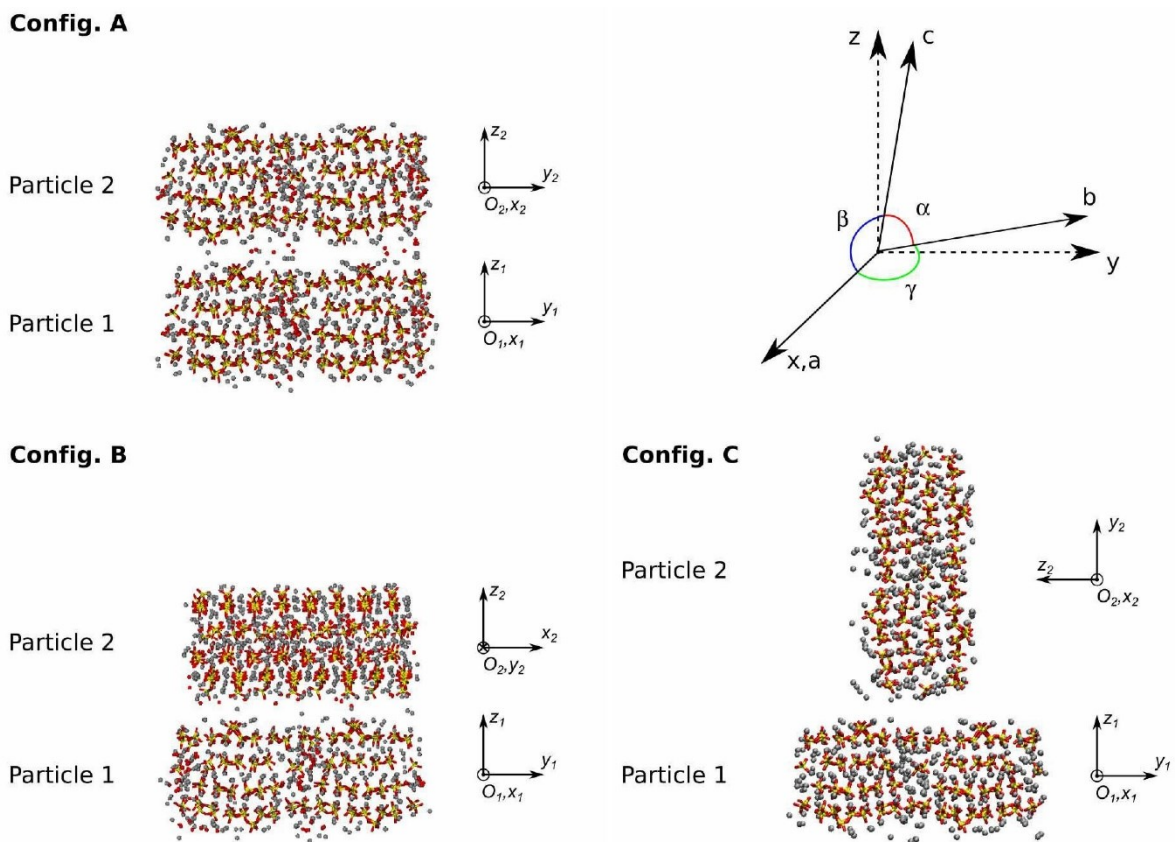 Config. A
z₂
Particle 2
y₂
O₂,x₂
z₁
Particle 1
y₁
O₁,x₁
z
c
b
α
β
y
γ
x,a
Config. B
z₂
Particle 2
x₂
O₂,y₂
z₁
Particle 1
y₁
O₁,x₁
Config. C
y₂
Particle 2
z₂
O₂,x₂
z₁
Particle 1
y₁
O₁,x₁